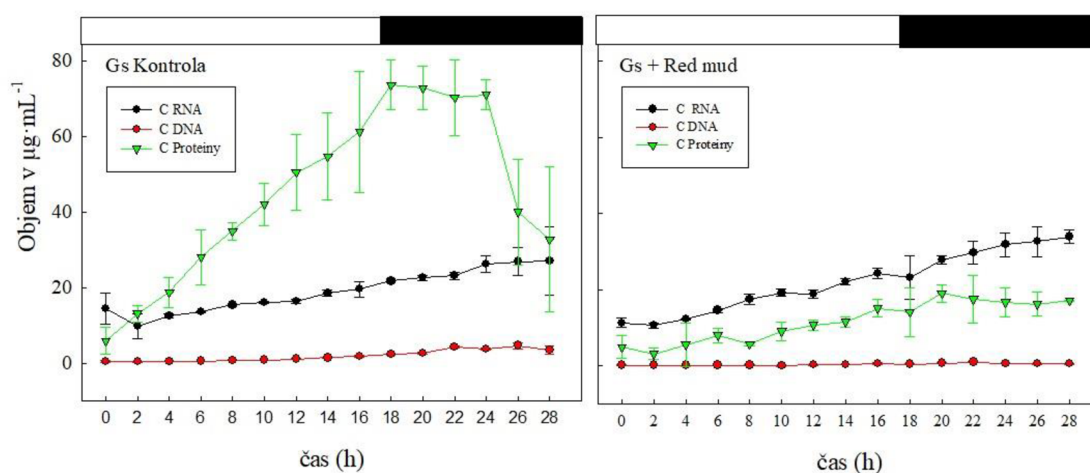 Gs Kontrola
C RNA
C DNA
C Proteiny
Objem v µg·mL⁻¹
80
60
40
20
0
0 2 4 6 8 10 12 14 16 18 20 22 24 26 28
čas (h)
Gs + Red mud
C RNA
C DNA
C Proteiny
0 2 4 6 8 10 12 14 16 18 20 22 24 26 28
čas (h)